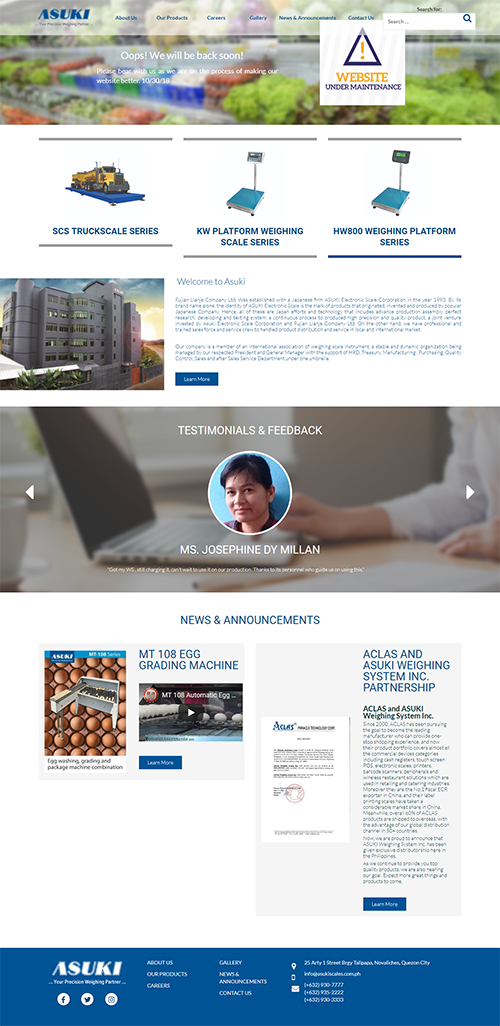 ASUKI
... Your Precision Weighing Partner ...
About Us
Our Products
Careers
Gallery
News & Announcements
Contact Us
Search for:
Search ...
Oops! We will be back soon!
Please bear with us as we are on the process of making our
website better. 10/30/18
WEBSITE
UNDER MAINTENANCE
SCS TRUCKSCALE SERIES
KW PLATFORM WEIGHING
SCALE SERIES
HW800 WEIGHING PLATFORM
SERIES
Welcome to Asuki
Fujian Lianjie Company Ltd. Was established with a Japanese firm ASUKI Electronic Scale Corporation in the year 1993. By its
brand name alone, the identity of ASUKI Electronic Scale is the mark of products that originated, invented and produced by popular
Japanese Company. Hence, all of these are Japan efforts and technology that includes advance production assembly, perfect
research, developing and testing system, a continuous process to produced high precision and quality product, a joint venture
invested by Asuki Electronic Scale Corporation and Fujian Lianjie Company Ltd. On the other hand, we have professional and
trained sales force and service crew to handled product distribution and service in local and international market.
Our company is a member of an international association of weighing scale instrument, a stable and dynamic organization being
managed by our respected President and General Manager with the support of HRD, Treasury, Manufacturing, Purchasing, Quality
Control, Sales and after Sales Service Department under one umbrella.
Learn More
TESTIMONIALS & FEEDBACK
MS. JOSEPHINE DY MILLAN
"Got my WS, still charging it, can't wait to use it on our production. Thanks to its personnel who guide us on using this."
NEWS & ANNOUNCEMENTS
ASUKI
MT-108 Series
Egg washing, grading and
package machine combination
MT 108 EGG
GRADING MACHINE
MT 108 Automatic Egg ...
Learn More
ACLAS
PINNACLE TECHNOLOGY CORP.
ACLAS AND
ASUKI WEIGHING
SYSTEM INC.
PARTNERSHIP
ACLAS and ASUKI
Weighing System Inc.
Since 2000, ACLAS has been pursuing
the goal to become the leading
manufacturer who can provide one-
stop shopping experience, and now
their product portfolio covers almost all
the commercial devices categories
including cash registers, touch screen
POS, electronic scales, printers,
barcode scanners, peripherals and
wireless restaurant solutions which are
used in retailing and catering industries.
Moreover they are the No.1 fiscal ECR
exporter in China, and their label
printing scales have taken a
considerable market share in China.
Meanwhile, overall 60% of ACLAS
products are shipped to overseas, with
the advantage of our global distribution
channel in 50+ countries.
Now, we are proud to announce that
ASUKI Weighing System Inc. has been
given exclusive distributorship here in
the Philippines.
As we continue to provide you top
quality products, we are also nearing
our goal. Expect more great things and
products to come.
Learn More
ASUKI
... Your Precision Weighing Partner ...
ABOUT US
OUR PRODUCTS
CAREERS
GALLERY
NEWS &
ANNOUNCEMENTS
CONTACT US
25 Arty 1 Street Brgy Talipapa, Novaliches, Quezon City
info@asukiscales.com.ph
(+632) 930-7777
(+632) 935-2222
(+632) 930-3333